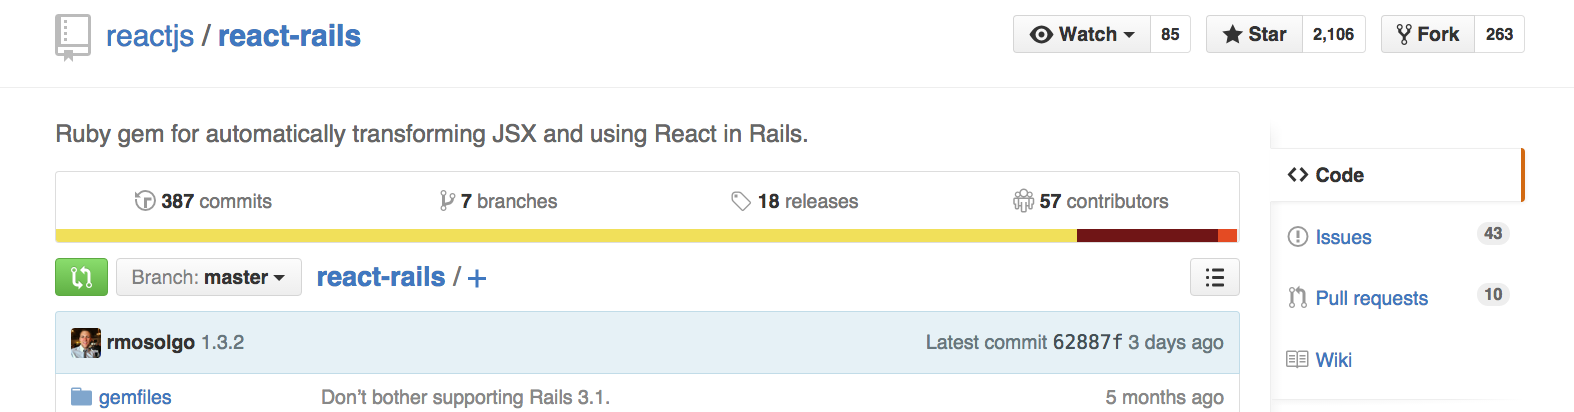 reactjs / react-rails
Watch 85 Star 2,106 Fork 263
Ruby gem for automatically transforming JSX and using React in Rails.
387 commits 7 branches 18 releases 57 contributors
Branch: master react-rails / +
rmosolgo 1.3.2 Latest commit 62887f 3 days ago
gemfiles Don’t bother supporting Rails 3.1. 5 months ago
Code
Issues 43
Pull requests 10
Wiki